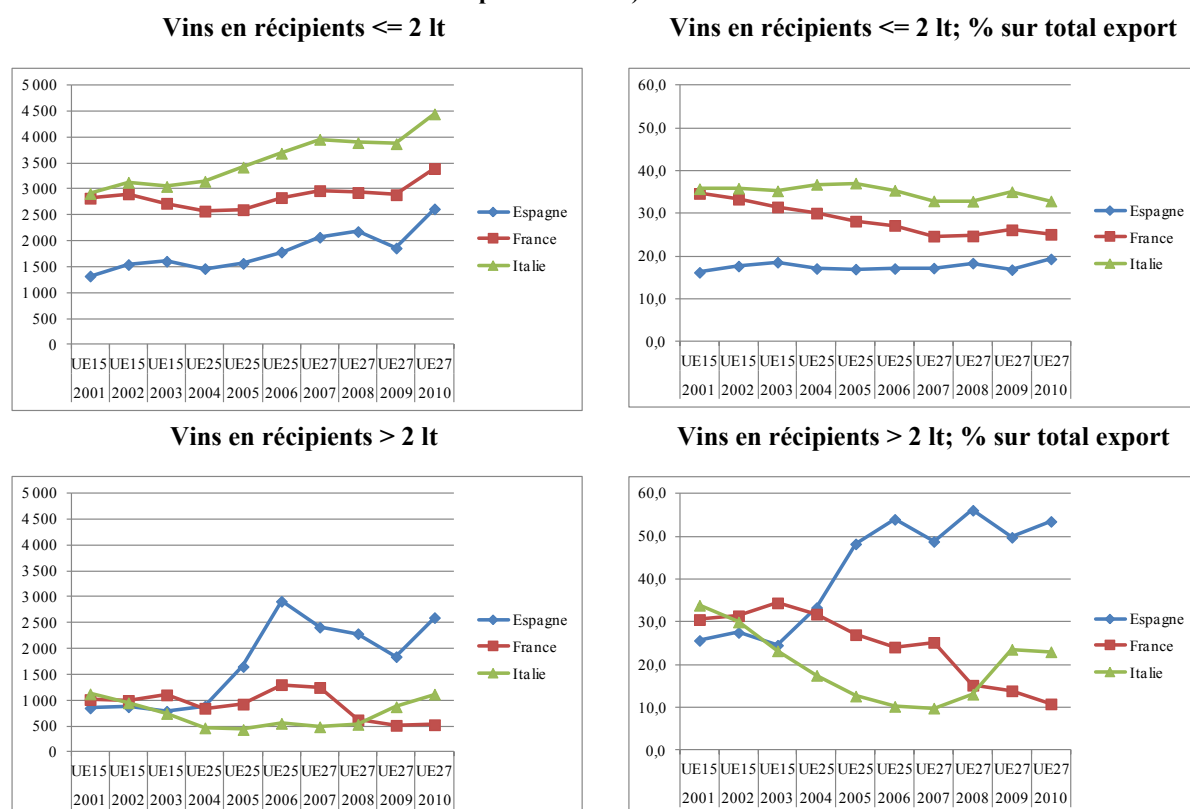 Vins en récipients <= 2 lt
5 000
4 500
4 000
3 500
3 000
2 500
2 000
1 500
1 000
500
0
Espagne
France
Italie
UE15 UE15 UE15 UE25 UE25 UE25 UE27 UE27 UE27 UE27
2001 2002 2003 2004 2005 2006 2007 2008 2009 2010
Vins en récipients <= 2 lt; % sur total export
60,0
50,0
40,0
30,0
20,0
10,0
0,0
Espagne
France
Italie
UE15 UE15 UE15 UE25 UE25 UE25 UE27 UE27 UE27 UE27
2001 2002 2003 2004 2005 2006 2007 2008 2009 2010
Vins en récipients > 2 lt
5 000
4 500
4 000
3 500
3 000
2 500
2 000
1 500
1 000
500
0
Espagne
France
Italie
UE15 UE15 UE15 UE25 UE25 UE25 UE27 UE27 UE27 UE27
2001 2002 2003 2004 2005 2006 2007 2008 2009 2010
Vins en récipients > 2 lt; % sur total export
60,0
50,0
40,0
30,0
20,0
10,0
0,0
Espagne
France
Italie
UE15 UE15 UE15 UE25 UE25 UE25 UE27 UE27 UE27 UE27
2001 2002 2003 2004 2005 2006 2007 2008 2009 2010